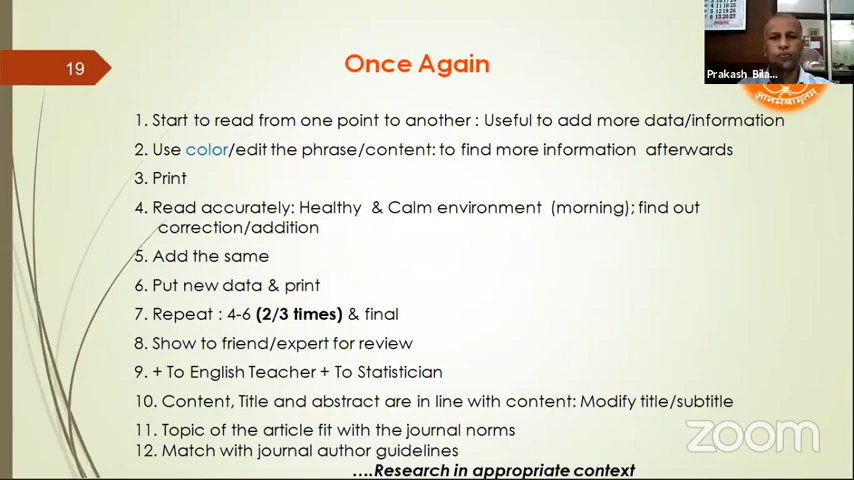 19
Once Again
Prakash Bila...
ज्ञानमेवामृतम्
1. Start to read from one point to another : Useful to add more data/information
2. Use color/edit the phrase/content: to find more information afterwards
3. Print
4. Read accurately: Healthy & Calm environment (morning); find out
correction/addition
5. Add the same
6. Put new data & print
7. Repeat : 4-6 (2/3 times) & final
8. Show to friend/expert for review
9. + To English Teacher + To Statistician
10. Content, Title and abstract are in line with content: Modify title/subtitle
11. Topic of the article fit with the journal norms
12. Match with journal author guidelines
....Research in appropriate context
zoom